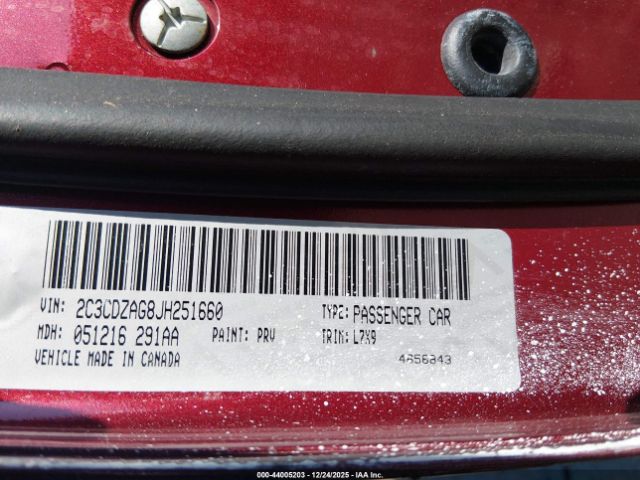 VIN: 2C3CDZAG8JH251660 TYPE: PASSENGER CAR
MDH: 051216 291AA PAINT: PRV TRIM: L7X9
VEHICLE MADE IN CANADA 4656843
000-44005203 - 12/24/2025 - IAA Inc.